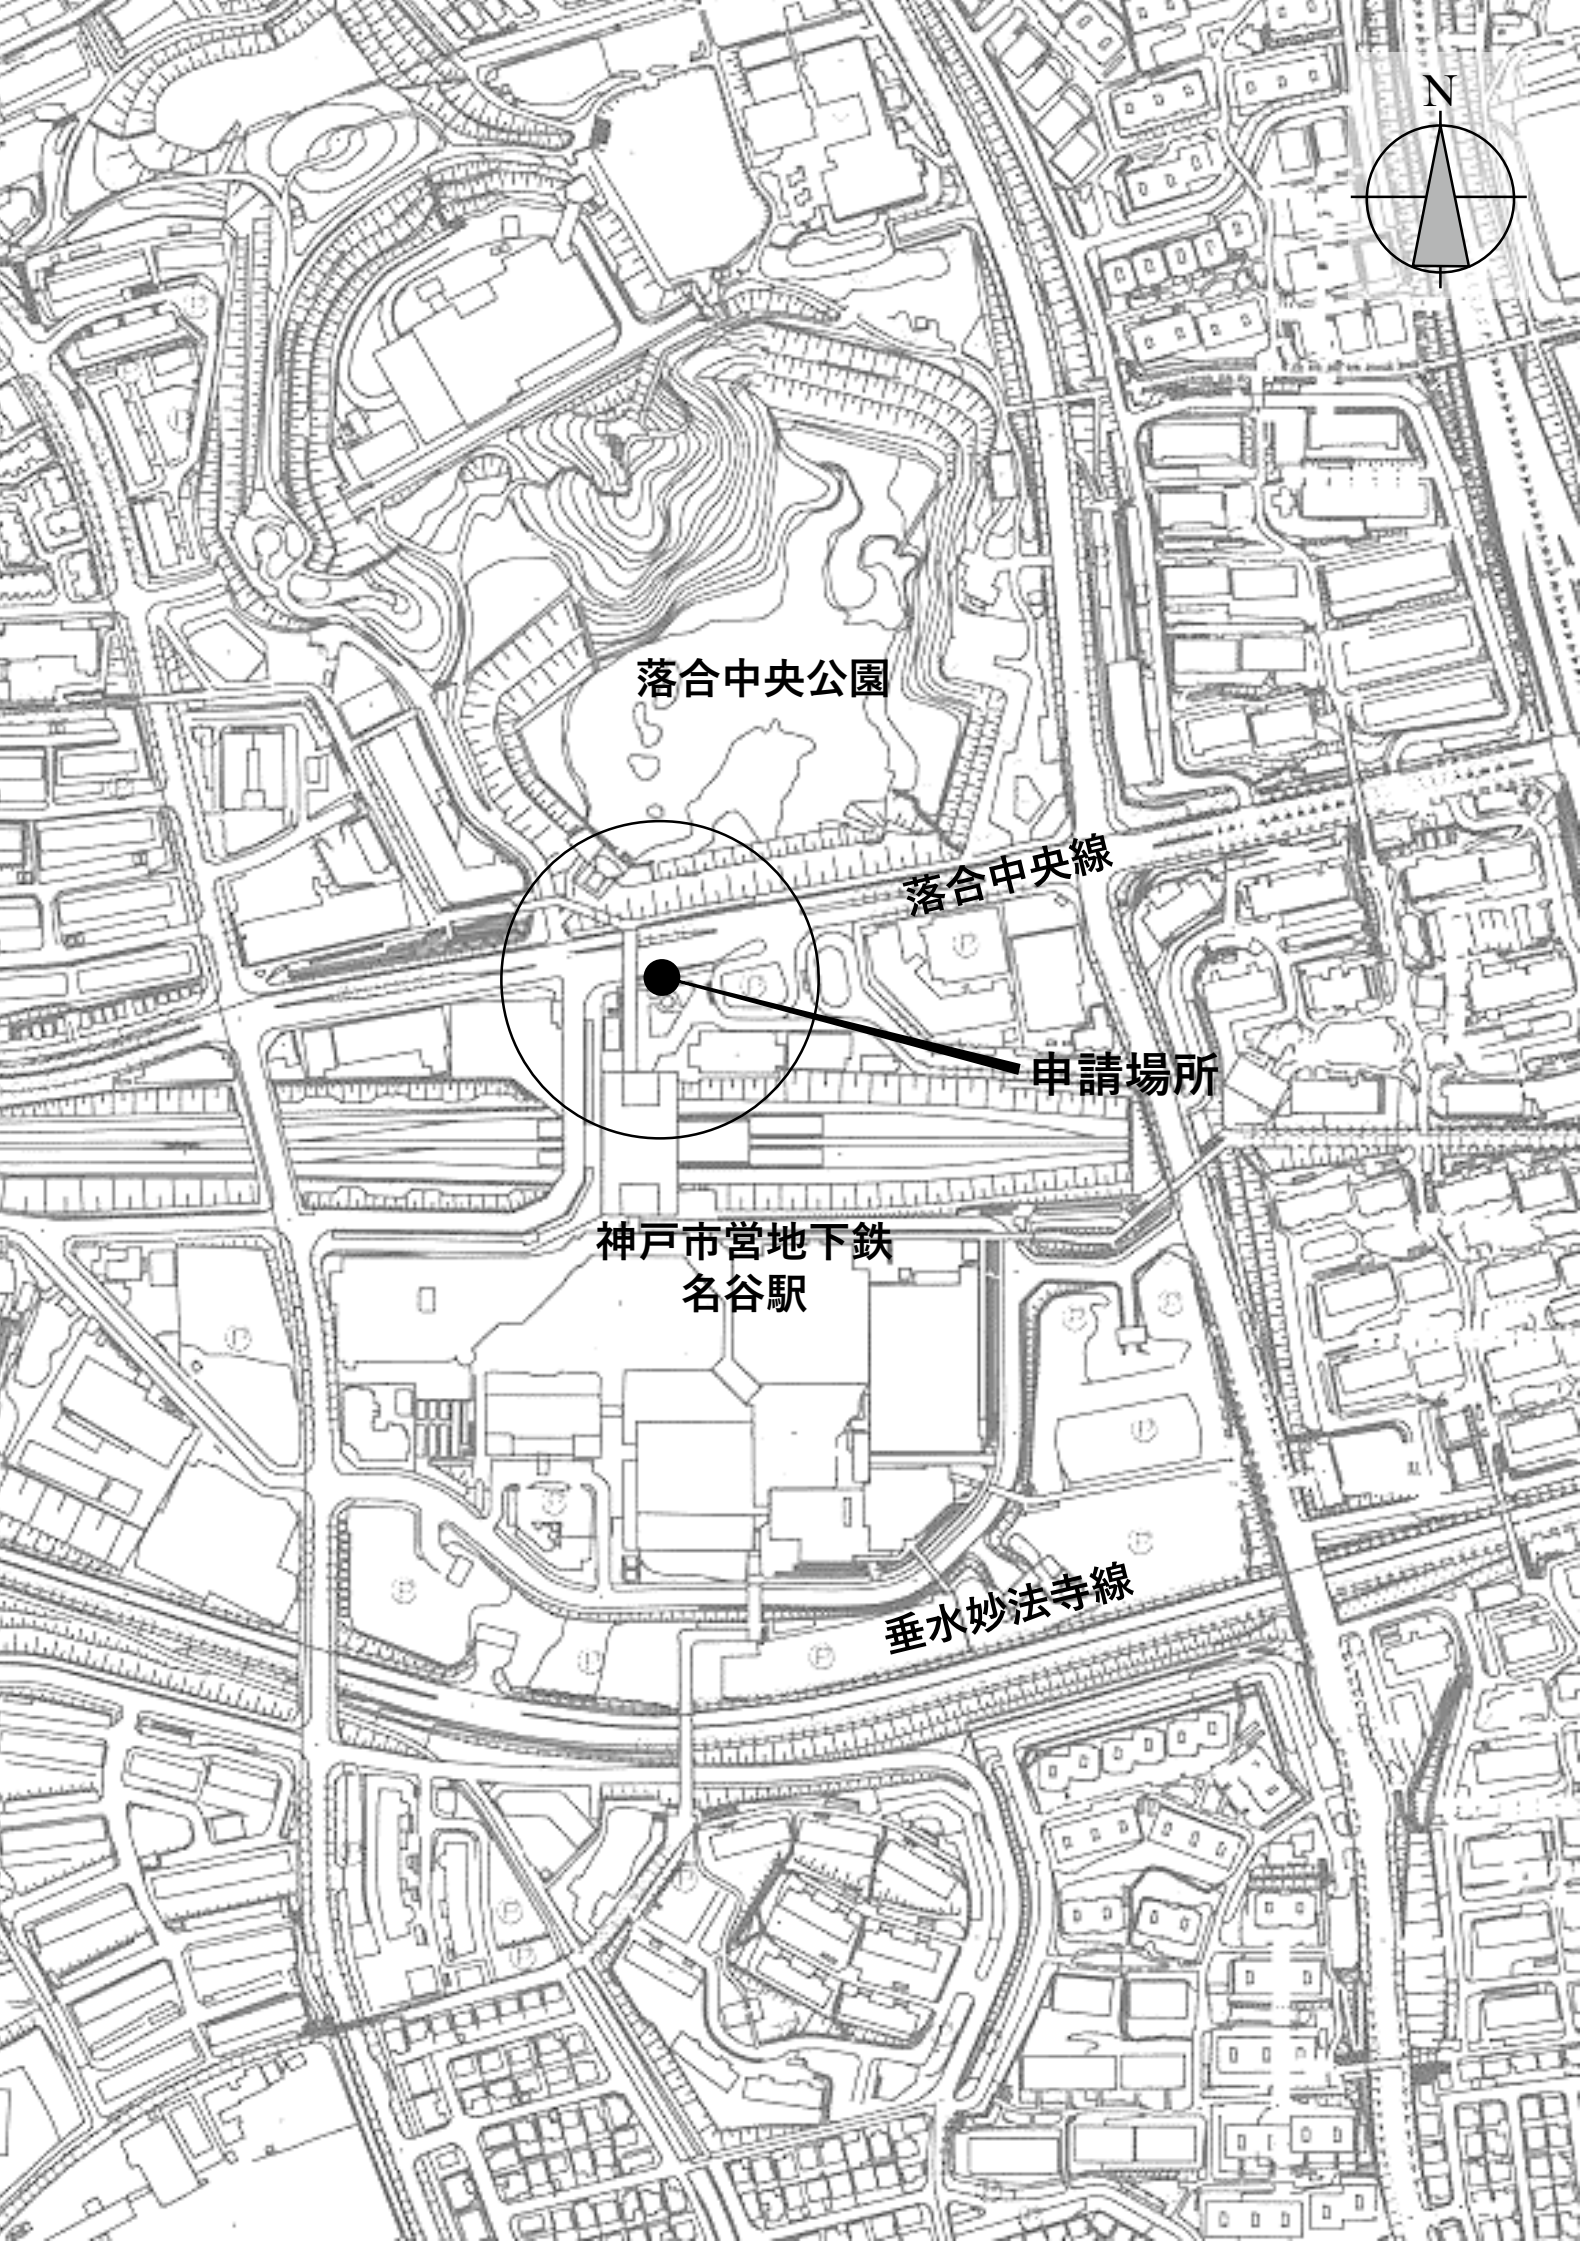 N
落合中央公園
落合中央線
申請場所
神戸市営地下鉄
名谷駅
垂水妙法寺線